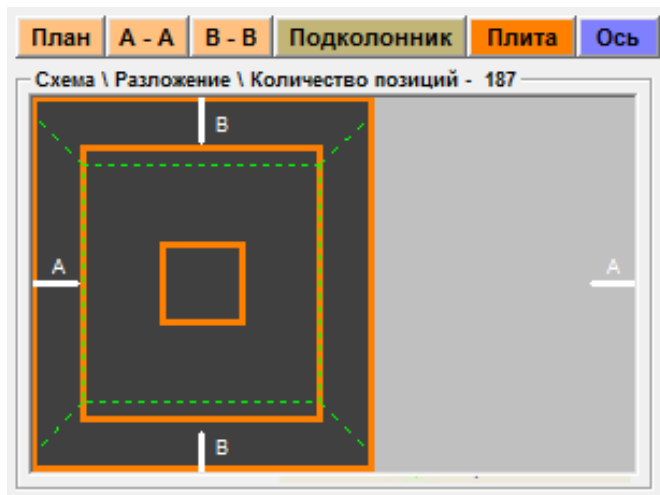 План A - A B - B Подколонник Плита Ось
Схема \ Разложение \ Количество позиций - 187
B
A A
B